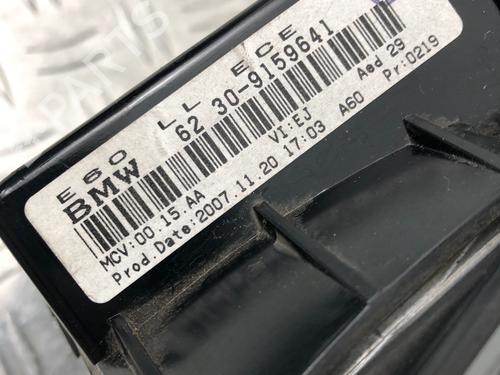 E60 LL ECE
BMW 62 30-9159641
VI:EJ Aed 29
MCV:00.15.AA Pr:0219
Prod.Date:2007.11.20 17:03 A60